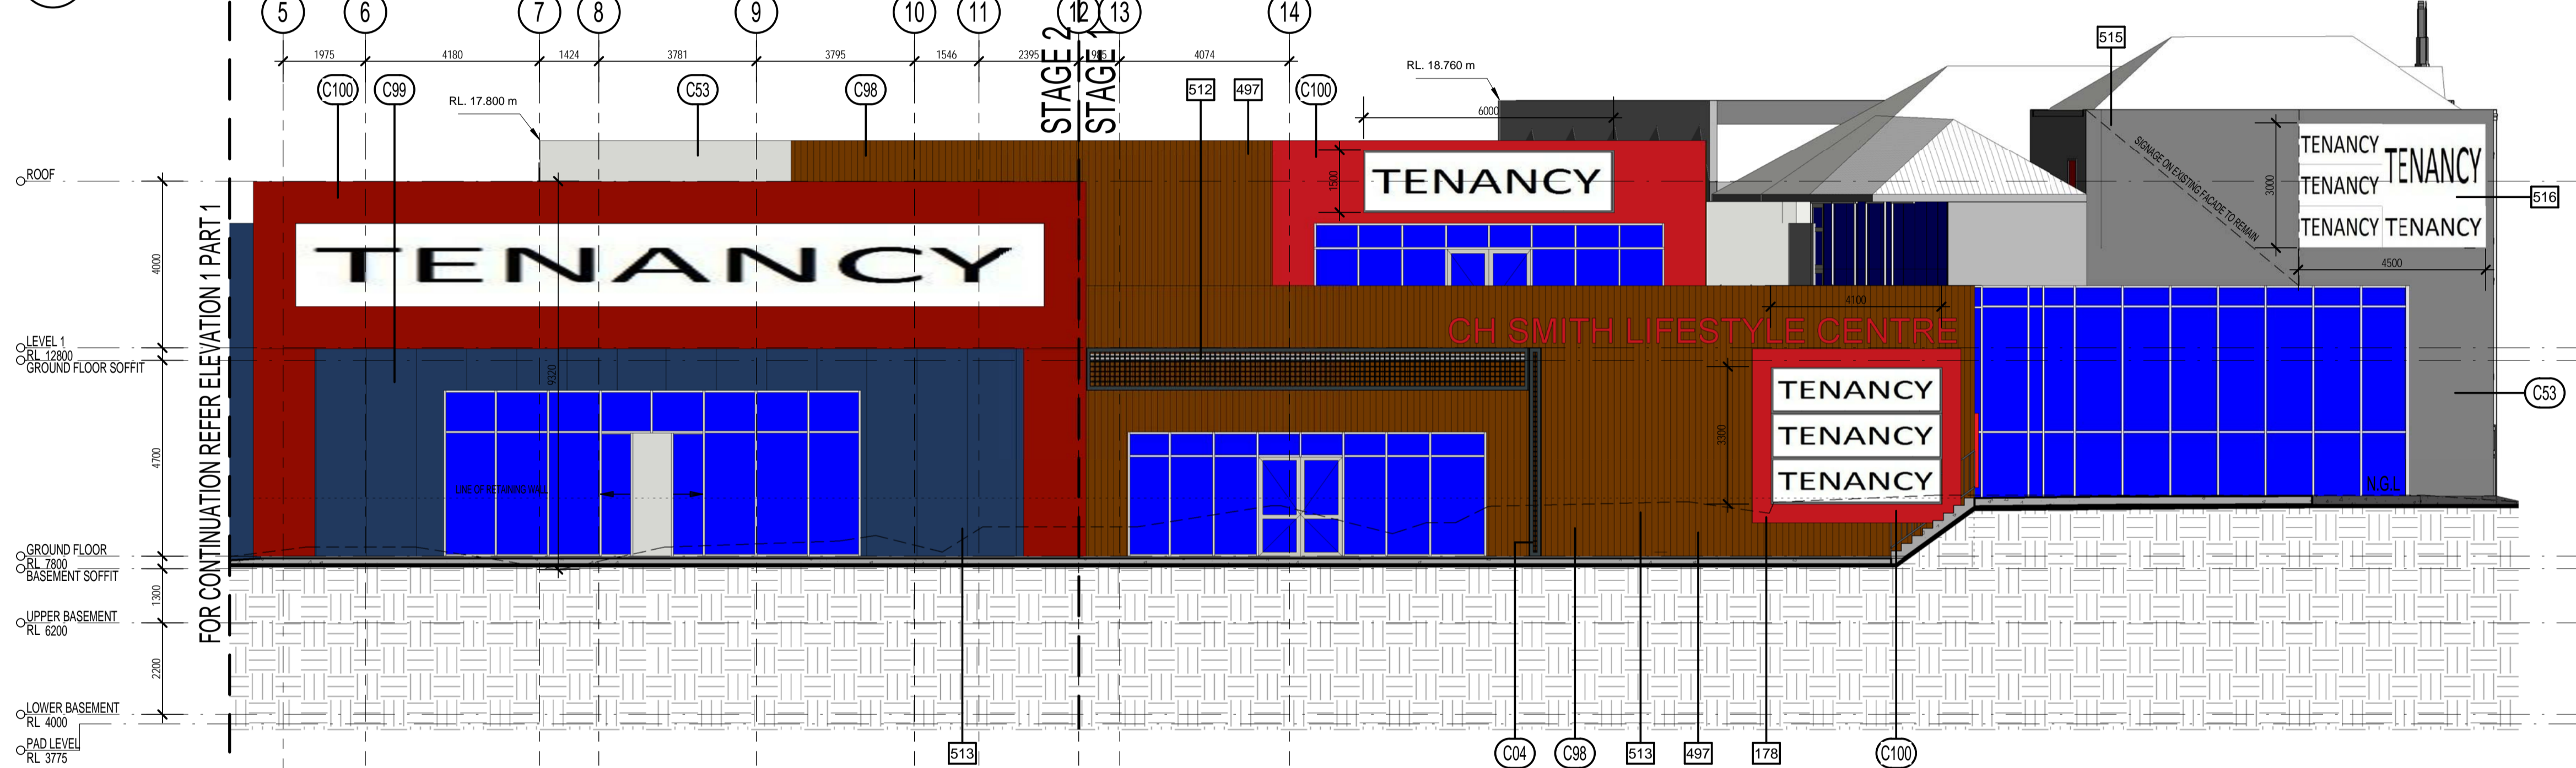 5
6
7
8
9
10
11
12
13
14
1975
4180
1424
3781
3795
1546
2395
4074
STAGE 2
STAGE 1
C100
C99
RL. 17.800 m
C53
C98
512
497
C100
6000
RL. 18.760 m
515
ROOF
4000
LEVEL 1
RL 12800
GROUND FLOOR SOFFIT
4700
GROUND FLOOR
RL 7800
BASEMENT SOFFIT
1300
UPPER BASEMENT
RL 6200
2200
LOWER BASEMENT
RL 4000
PAD LEVEL
RL 3775
FOR CONTINUATION REFER ELEVATION 1 PART 1
TENANCY
9320
LINE OF RETAINING WALL
1500
TENANCY
CH SMITH LIFESTYLE CENTRE
4100
3300
TENANCY
TENANCY
TENANCY
SIGNAGE ON EXISTING FACADE TO REMAIN
3000
TENANCY
TENANCY
TENANCY
TENANCY
TENANCY
516
4500
C53
N.G.L
513
C04
C98
513
497
178
C100